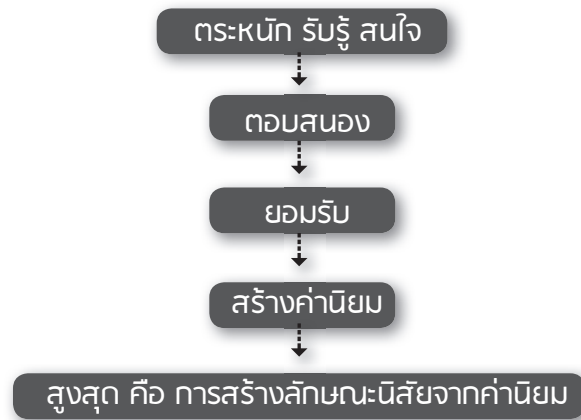 ตระหนัก รับรู้ สนใจ
ตอบสนอง
ยอมรับ
สร้างค่านิยม
สูงสุด คือ การสร้างลักษณะนิสัยจากค่านิยม